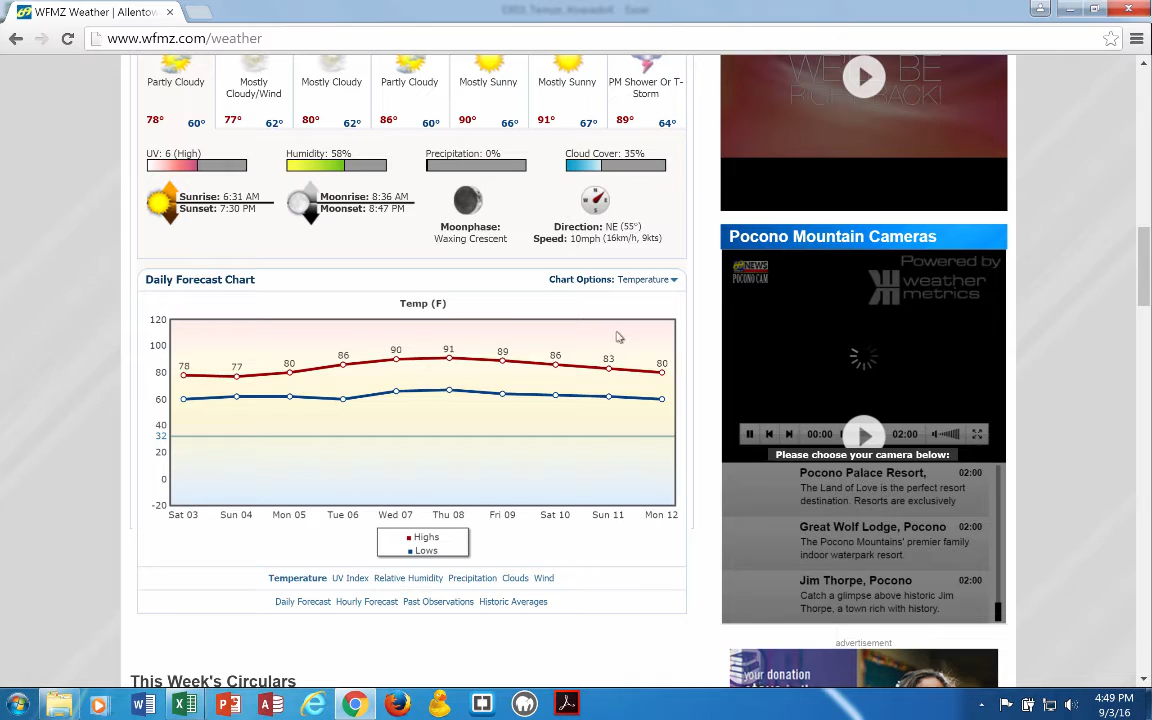 WFMZ Weather | Allentow
www.wfmz.com/weather
Partly Cloudy
Mostly Cloudy/Wind
Mostly Cloudy
Partly Cloudy
Mostly Sunny
Mostly Sunny
PM Shower Or T-Storm
78° 60° 77° 62° 80° 62° 86° 60° 90° 66° 91° 67° 89° 64°
UV: 6 (High) Humidity: 58% Precipitation: 0% Cloud Cover: 35%
Sunrise: 6:31 AM
Sunset: 7:30 PM
Moonrise: 8:36 AM
Moonset: 8:47 PM
Moonphase:
Waxing Crescent
N
W E
S
Direction: NE (55°)
Speed: 10mph (16km/h, 9kts)
Daily Forecast Chart
Chart Options: Temperature
Temp (F)
120
100
80
60
40
32
20
0
-20
78 77 80 86 90 91 89 86 83 80
Sat 03 Sun 04 Mon 05 Tue 06 Wed 07 Thu 08 Fri 09 Sat 10 Sun 11 Mon 12
Highs
Lows
Temperature UV Index Relative Humidity Precipitation Clouds Wind
Daily Forecast Hourly Forecast Past Observations Historic Averages
This Week's Circulars
WE'LL BE
RIGHT BACK!
Pocono Mountain Cameras
NEWS
POCONO CAM
Powered by
weather
metrics
00:00 02:00
Please choose your camera below:
Pocono Palace Resort, 02:00
The Land of Love is the perfect resort
destination. Resorts are exclusively
Great Wolf Lodge, Pocono 02:00
The Pocono Mountains' premier family
indoor waterpark resort.
Jim Thorpe, Pocono 02:00
Catch a glimpse above historic Jim
Thorpe, a town rich with history.
advertisement
your donation
4:49 PM
9/3/16